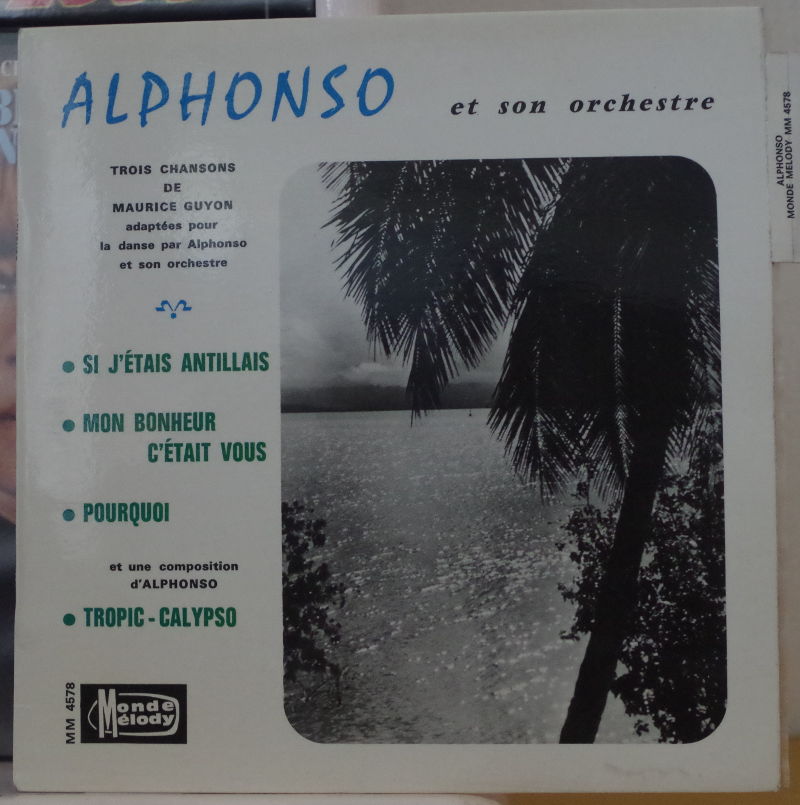 ALPHONSO et son orchestre
TROIS CHANSONS
DE
MAURICE GUYON
adaptées pour
la danse par Alphonso
et son orchestre
• SI J'ÉTAIS ANTILLAIS
• MON BONHEUR
C'ÉTAIT VOUS
• POURQUOI
et une composition
d'ALPHONSO
• TROPIC-CALYPSO
MM 4578
Monde
Mélody
ALPHONSO
MONDE MELODY MM 4578